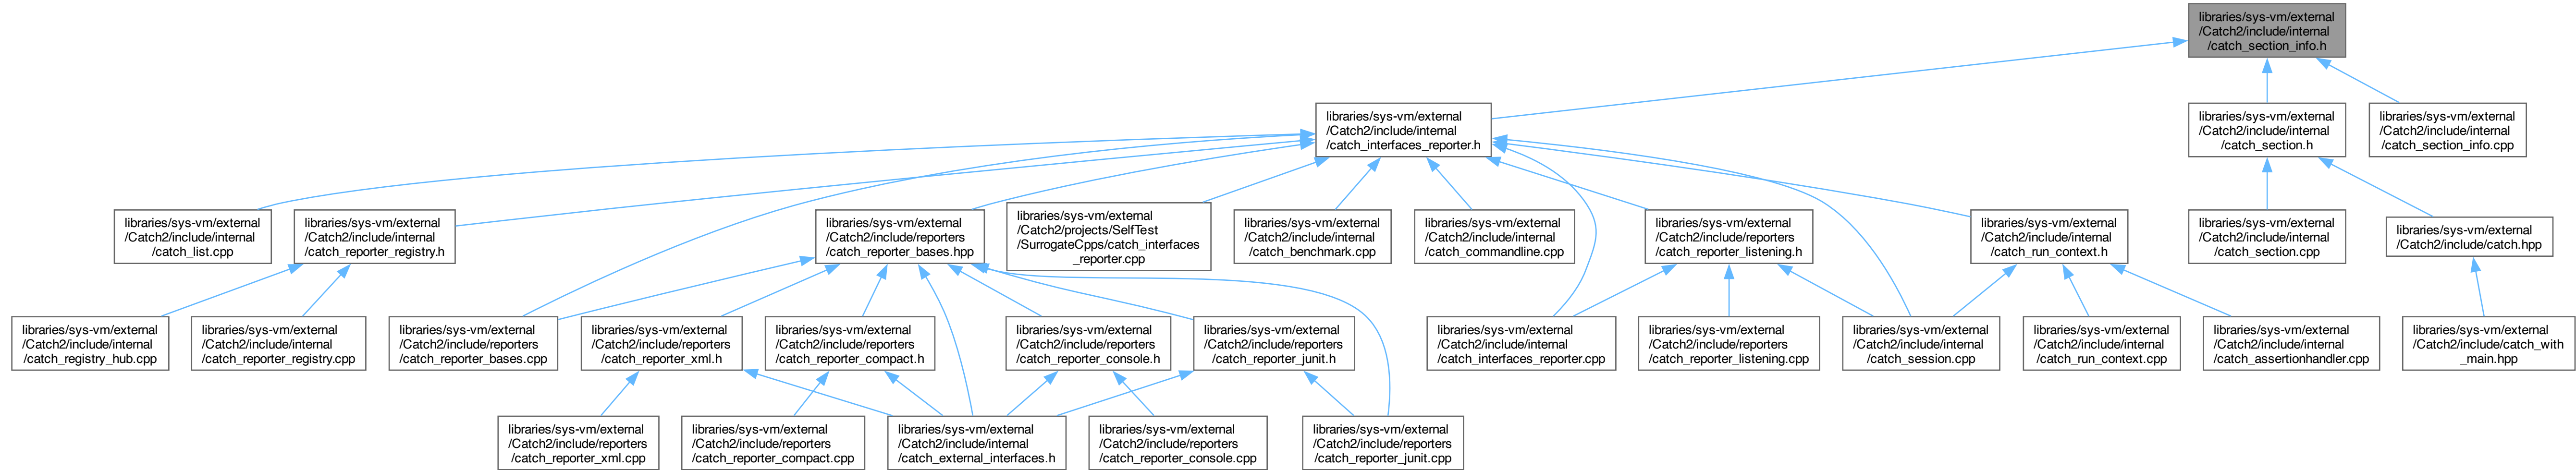 libraries/sys-vm/external
/Catch2/include/internal
/catch_section_info.h
libraries/sys-vm/external
/Catch2/include/internal
/catch_interfaces_reporter.h
libraries/sys-vm/external
/Catch2/include/internal
/catch_section.h
libraries/sys-vm/external
/Catch2/include/internal
/catch_section_info.cpp
libraries/sys-vm/external
/Catch2/include/internal
/catch_list.cpp
libraries/sys-vm/external
/Catch2/include/internal
/catch_reporter_registry.h
libraries/sys-vm/external
/Catch2/include/reporters
/catch_reporter_bases.hpp
libraries/sys-vm/external
/Catch2/projects/SelfTest
/SurrogateCpps/catch_interfaces
_reporter.cpp
libraries/sys-vm/external
/Catch2/include/internal
/catch_benchmark.cpp
libraries/sys-vm/external
/Catch2/include/internal
/catch_commandline.cpp
libraries/sys-vm/external
/Catch2/include/reporters
/catch_reporter_listening.h
libraries/sys-vm/external
/Catch2/include/internal
/catch_run_context.h
libraries/sys-vm/external
/Catch2/include/internal
/catch_section.cpp
libraries/sys-vm/external
/Catch2/include/catch.hpp
libraries/sys-vm/external
/Catch2/include/internal
/catch_registry_hub.cpp
libraries/sys-vm/external
/Catch2/include/internal
/catch_reporter_registry.cpp
libraries/sys-vm/external
/Catch2/include/reporters
/catch_reporter_bases.cpp
libraries/sys-vm/external
/Catch2/include/reporters
/catch_reporter_xml.h
libraries/sys-vm/external
/Catch2/include/reporters
/catch_reporter_compact.h
libraries/sys-vm/external
/Catch2/include/reporters
/catch_reporter_console.h
libraries/sys-vm/external
/Catch2/include/reporters
/catch_reporter_junit.h
libraries/sys-vm/external
/Catch2/include/internal
/catch_interfaces_reporter.cpp
libraries/sys-vm/external
/Catch2/include/reporters
/catch_reporter_listening.cpp
libraries/sys-vm/external
/Catch2/include/internal
/catch_session.cpp
libraries/sys-vm/external
/Catch2/include/internal
/catch_run_context.cpp
libraries/sys-vm/external
/Catch2/include/internal
/catch_assertionhandler.cpp
libraries/sys-vm/external
/Catch2/include/catch_with
_main.hpp
libraries/sys-vm/external
/Catch2/include/reporters
/catch_reporter_xml.cpp
libraries/sys-vm/external
/Catch2/include/reporters
/catch_reporter_compact.cpp
libraries/sys-vm/external
/Catch2/include/internal
/catch_external_interfaces.h
libraries/sys-vm/external
/Catch2/include/reporters
/catch_reporter_console.cpp
libraries/sys-vm/external
/Catch2/include/reporters
/catch_reporter_junit.cpp